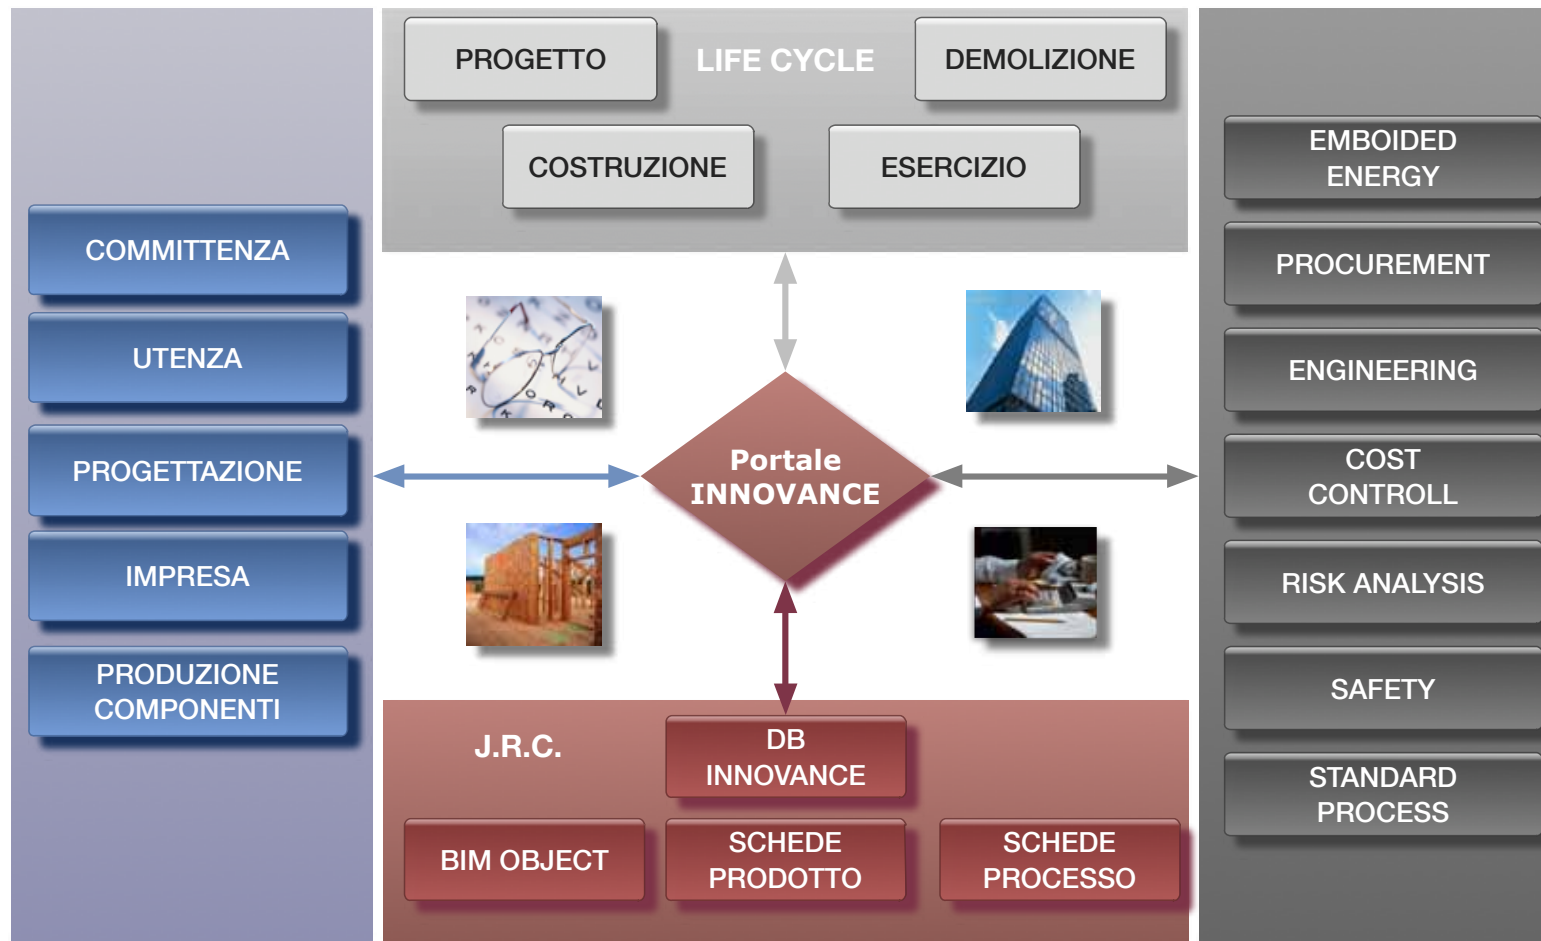 PROGETTO
LIFE CYCLE
DEMOLIZIONE
COSTRUZIONE
ESERCIZIO
COMMITTENZA
UTENZA
PROGETTAZIONE
IMPRESA
PRODUZIONE
COMPONENTI
Portale
INNOVANCE
EMBOIDED
ENERGY
PROCUREMENT
ENGINEERING
COST
CONTROLL
RISK ANALYSIS
SAFETY
STANDARD
PROCESS
J.R.C.
DB
INNOVANCE
BIM OBJECT
SCHEDE
PRODOTTO
SCHEDE
PROCESSO